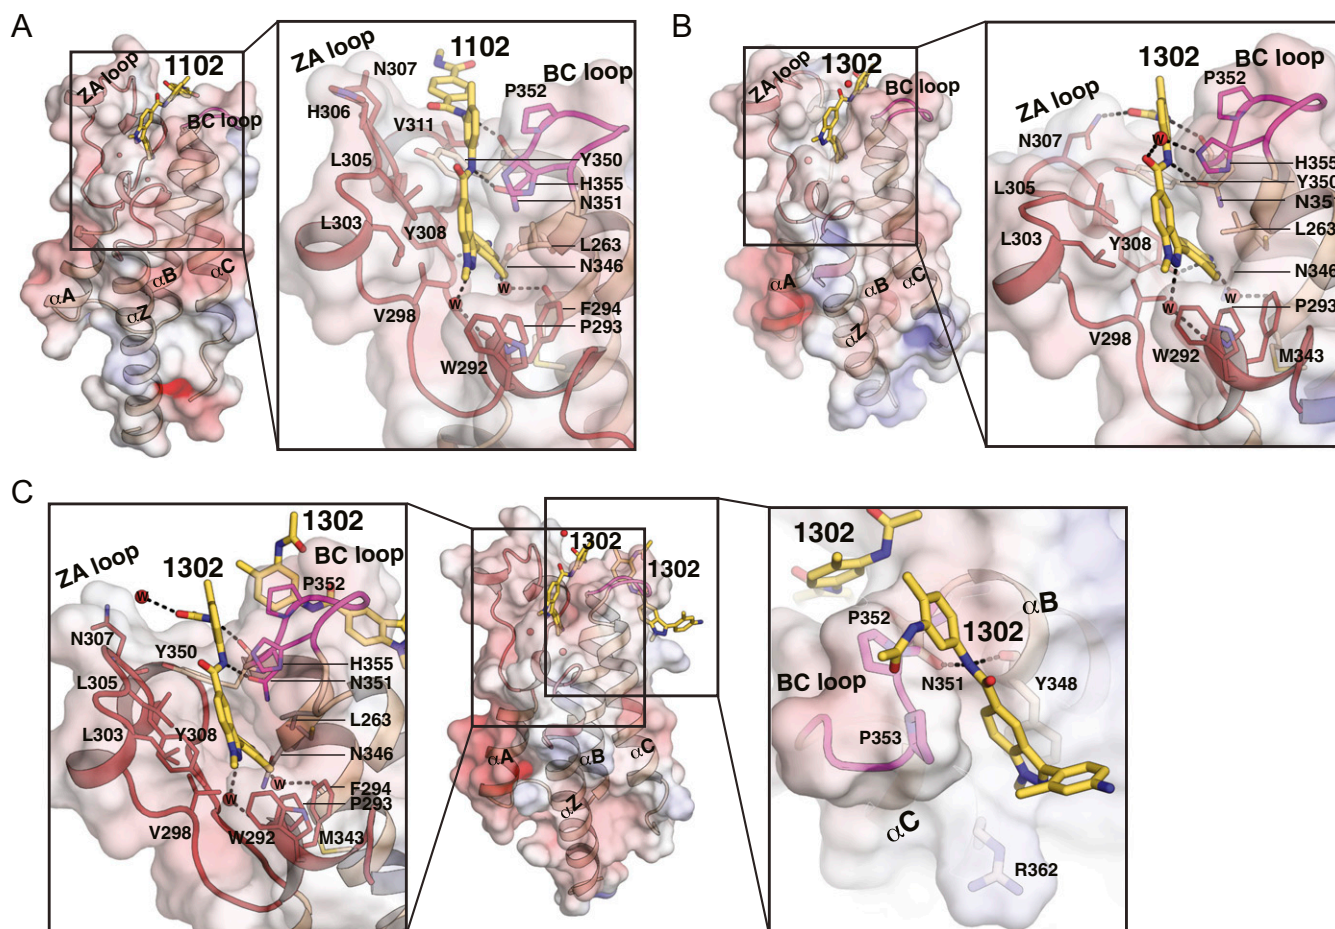 A
ZA loop
1102
BC loop
αA
αB
αC
αZ
ZA loop
1102
BC loop
N307
P352
H306
V311
L305
Y350
H355
N351
L303
Y308
L263
N346
W
W
F294
V298
P293
W292
B
ZA loop
1302
BC loop
αA
αB
αC
αZ
1302
BC loop
P352
ZA loop
N307
W
H355
Y350
L305
N351
L303
Y308
L263
N346
W
W
P293
V298
W292
M343
C
1302
ZA loop
1302
BC loop
P352
W
N307
Y350
H355
L305
N351
L303
Y308
L263
N346
W
F294
W
P293
V298
W292
M343
1302
1302
αA
αB
αC
αZ
1302
αB
P352
1302
N351
Y348
BC loop
P353
αC
R362